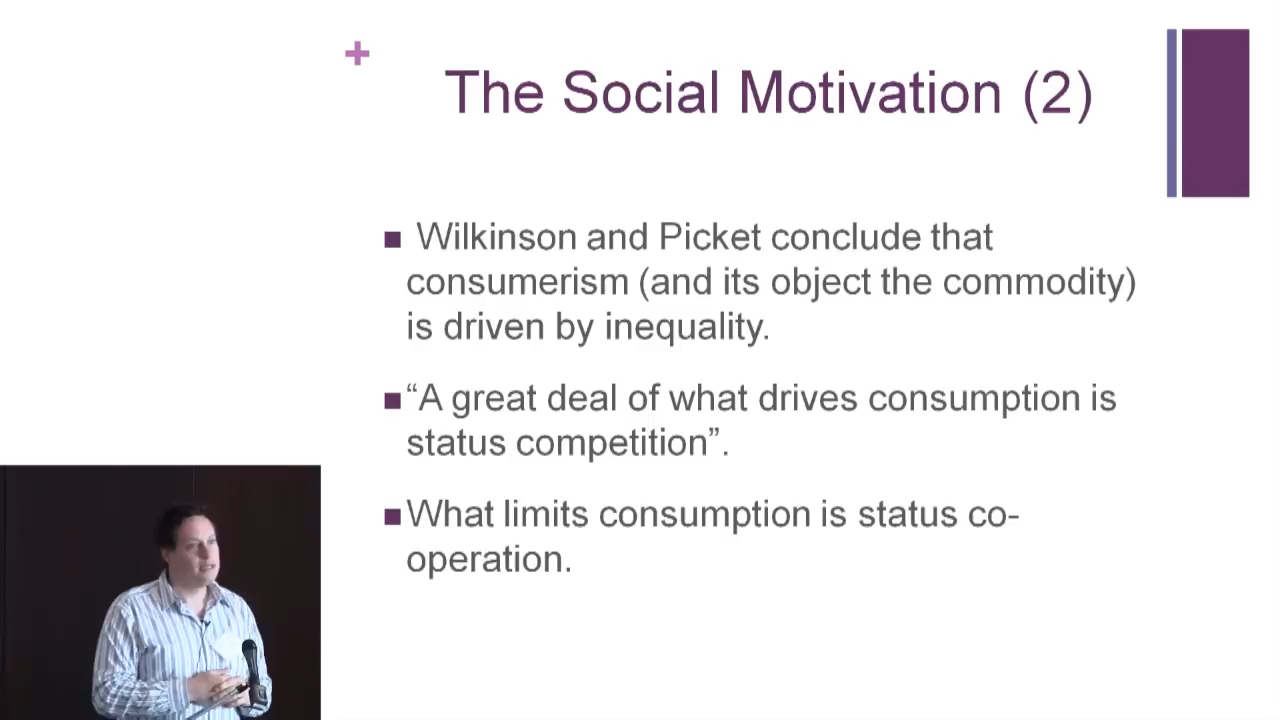 The Social Motivation (2)
Wilkinson and Picket conclude that
consumerism (and its object the commodity)
is driven by inequality.
“A great deal of what drives consumption is
status competition”.
What limits consumption is status co-
operation.